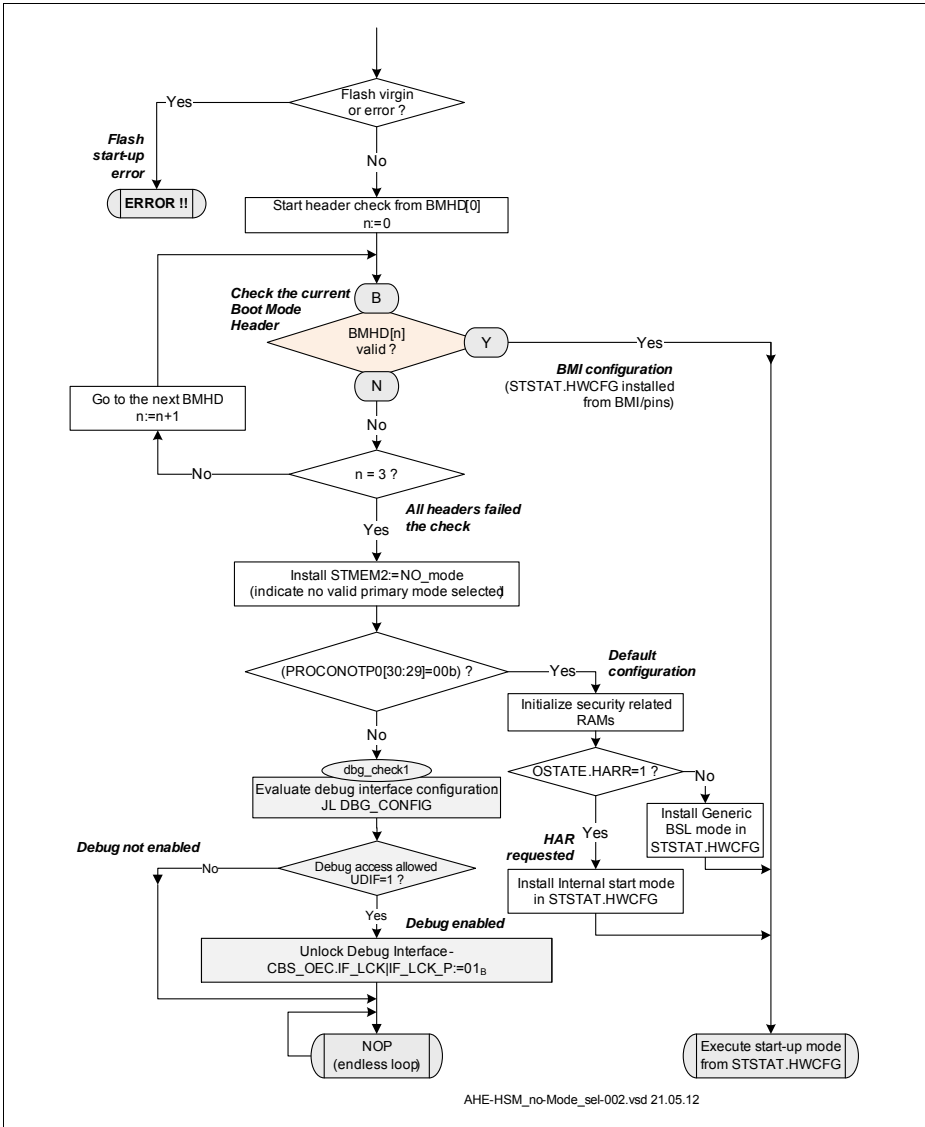 Flash virgin
or error ?
Yes
Flash
start-up
error
ERROR !!
No
Start header check from BMHD[0]
n:=0
Check the current
Boot Mode
Header
B
BMHD[n]
valid ?
Y
Yes
BMI configuration
(STSTAT.HWCFG installed
from BMI/pins)
N
No
Go to the next BMHD
n:=n+1
n = 3 ?
No
All headers failed
the check
Yes
Install STMEM2:=NO_mode
(indicate no valid primary mode selected)
(PROCONOTP0[30:29]=00b) ?
Yes
Default
configuration
Initialize security related
RAMs
No
dbg_check1
Evaluate debug interface configuration:
JL DBG_CONFIG
OSTATE.HARR=1 ?
No
Install Generic
BSL mode in
STSTAT.HWCFG
HAR
requested
Yes
Install Internal start mode
in STSTAT.HWCFG
Debug not enabled
No
Debug access allowed
UDIF=1 ?
Yes
Debug enabled
Unlock Debug Interface-
CBS_OEC.IF_LCK|IF_LCK_P:=01B
NOP
(endless loop)
Execute start-up mode
from STSTAT.HWCFG
AHE-HSM_no-Mode_sel-002.vsd 21.05.12